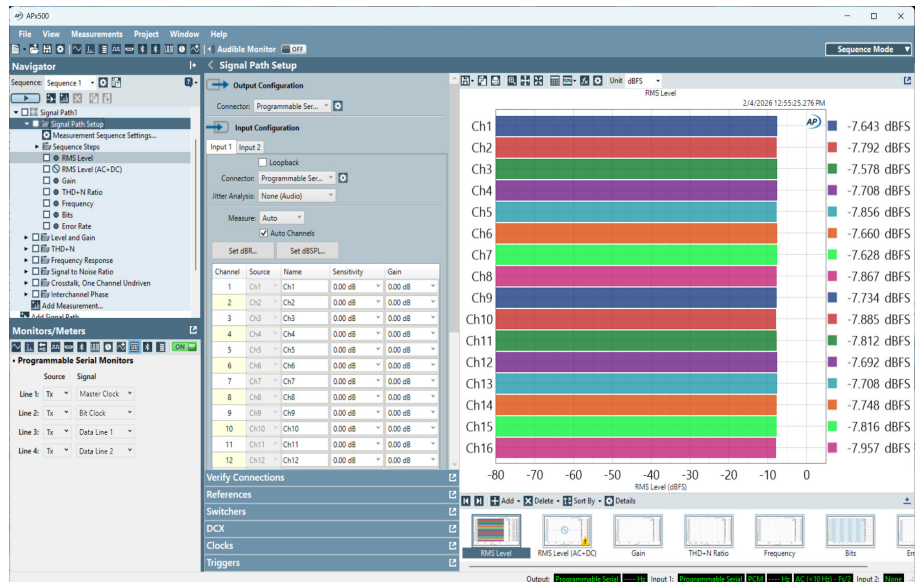 APx500
File View Measurements Project Window Help
Audible Monitor OFF
Sequence Mode
Navigator
Sequence: Sequence 1
Signal Path1
Signal Path Setup
Measurement Sequence Settings...
Sequence Steps
RMS Level
RMS Level (AC+DC)
Gain
THD+N Ratio
Frequency
Bits
Error Rate
Level and Gain
THD+N
Frequency Response
Signal to Noise Ratio
Crosstalk, One Channel Undriven
Interchannel Phase
Add Measurement...
Add Signal Path
Monitors/Meters
ON
Programmable Serial Monitors
Source Signal
Line 1: Tx Master Clock
Line 2: Tx Bit Clock
Line 3: Tx Data Line 1
Line 4: Tx Data Line 2
Signal Path Setup
Output Configuration
Connector: Programmable Ser...
Input Configuration
Input 1 Input 2
Loopback
Connector: Programmable Ser...
Jitter Analysis: None (Audio)
Measure: Auto
Auto Channels
Set dBR... Set dBSPL...
Channel Source Name Sensitivity Gain
1 Ch1 Ch1 0.00 dB 0.00 dB
2 Ch2 Ch2 0.00 dB 0.00 dB
3 Ch3 Ch3 0.00 dB 0.00 dB
4 Ch4 Ch4 0.00 dB 0.00 dB
5 Ch5 Ch5 0.00 dB 0.00 dB
6 Ch6 Ch6 0.00 dB 0.00 dB
7 Ch7 Ch7 0.00 dB 0.00 dB
8 Ch8 Ch8 0.00 dB 0.00 dB
9 Ch9 Ch9 0.00 dB 0.00 dB
10 Ch10 Ch10 0.00 dB 0.00 dB
11 Ch11 Ch11 0.00 dB 0.00 dB
12 Ch12 Ch12 0.00 dB 0.00 dB
Verify Connections
References
Switchers
DCX
Clocks
Triggers
Unit dBFS
RMS Level
2/4/2026 12:55:25.276 PM
AP
Ch1 -7.643 dBFS
Ch2 -7.792 dBFS
Ch3 -7.578 dBFS
Ch4 -7.708 dBFS
Ch5 -7.856 dBFS
Ch6 -7.660 dBFS
Ch7 -7.628 dBFS
Ch8 -7.867 dBFS
Ch9 -7.734 dBFS
Ch10 -7.885 dBFS
Ch11 -7.812 dBFS
Ch12 -7.692 dBFS
Ch13 -7.708 dBFS
Ch14 -7.748 dBFS
Ch15 -7.816 dBFS
Ch16 -7.957 dBFS
-80 -70 -60 -50 -40 -30 -20 -10 0
RMS Level (dBFS)
Add Delete Sort By Details
RMS Level RMS Level (AC+DC) Gain THD+N Ratio Frequency Bits Er
Output: Programmable Serial ---- Hz Input 1: Programmable Serial PCM ---- Hz AC (<10 Hz) - Fs/2 Input 2: None